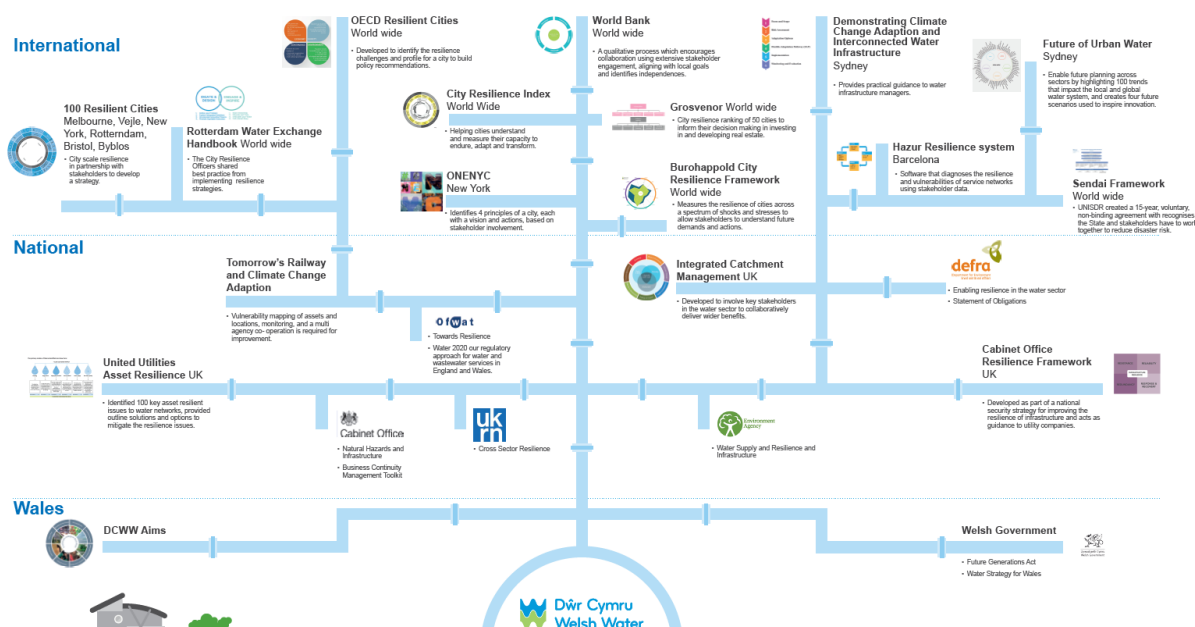 International
100 Resilient Cities
Melbourne, Vejle, New
York, Rotterndam,
Bristol, Byblos
• City scale resilience
in partnership with
stakeholders to develop
a strategy.
Rotterdam Water Exchange
Handbook World wide
• The City Resilience
Officers shared
best practice from
implementing resilience
strategies.
OECD Resilient Cities
World wide
• Developed to identify the resilience
challenges and profile for a city to build
policy recommendations.
City Resilience Index
World Wide
• Helping cities understand
and measure their capacity to
endure, adapt and transform.
ONENYC
New York
• Identifies 4 principles of a city, each
with a vision and actions, based on
stakeholder involvement.
World Bank
World wide
• A qualitative process which encourages
collaboration using extensive stakeholder
engagement, aligning with local goals
and identifies independences.
Grosvenor World wide
• City resilience ranking of 50 cities to
inform their decision making in investing
in and developing real estate.
Burohappold City
Resilience Framework
World wide
• Measures the resilience of cities across
a spectrum of shocks and stresses to
allow stakeholders to understand future
demands and actions.
Demonstrating Climate
Change Adaption and
Interconnected Water
Infrastructure
Sydney
• Provides practical guidance to water
infrastructure managers.
Hazur Resilience system
Barcelona
• Software that diagnoses the resilience
and vulnerabilities of service networks
using stakeholder data.
Future of Urban Water
Sydney
• Enable future planning across
sectors by highlighting 100 trends
that impact the local and global
water system, and creates four future
scenarios used to inspire innovation.
Sendai Framework
World wide
• UNISDR created a 15-year, voluntary,
non-binding agreement with recognises
the State and stakeholders have to work
together to reduce disaster risk.
National
Tomorrow's Railway
and Climate Change
Adaption
• Vulnerability mapping of assets and
locations, monitoring, and a multi
agency co- operation is required for
improvement.
Ofwat
• Towards Resilience
• Water 2020 our regulatory
approach for water and
wastewater services in
England and Wales.
Integrated Catchment
Management UK
• Developed to involve key stakeholders
in the water sector to collaboratively
deliver wider benefits.
defra
• Enabling resilience in the water sector
• Statement of Obligations
United Utilities
Asset Resilience UK
• Identified 100 key asset resilient
issues to water networks, provided
outline solutions and options to
mitigate the resilience issues.
Cabinet Office
• Natural Hazards and
Infrastructure
• Business Continuity
Management Toolkit
uk
rn
• Cross Sector Resilience
Environment
Agency
• Water Supply and Resilience and
Infrastructure
Cabinet Office
Resilience Framework
UK
• Developed as part of a national
security strategy for improving the
resilience of infrastructure and acts as
guidance to utility companies.
Wales
DCWW Aims
Welsh Government
• Future Generations Act
• Water Strategy for Wales
Dŵr Cymru
Welsh Water